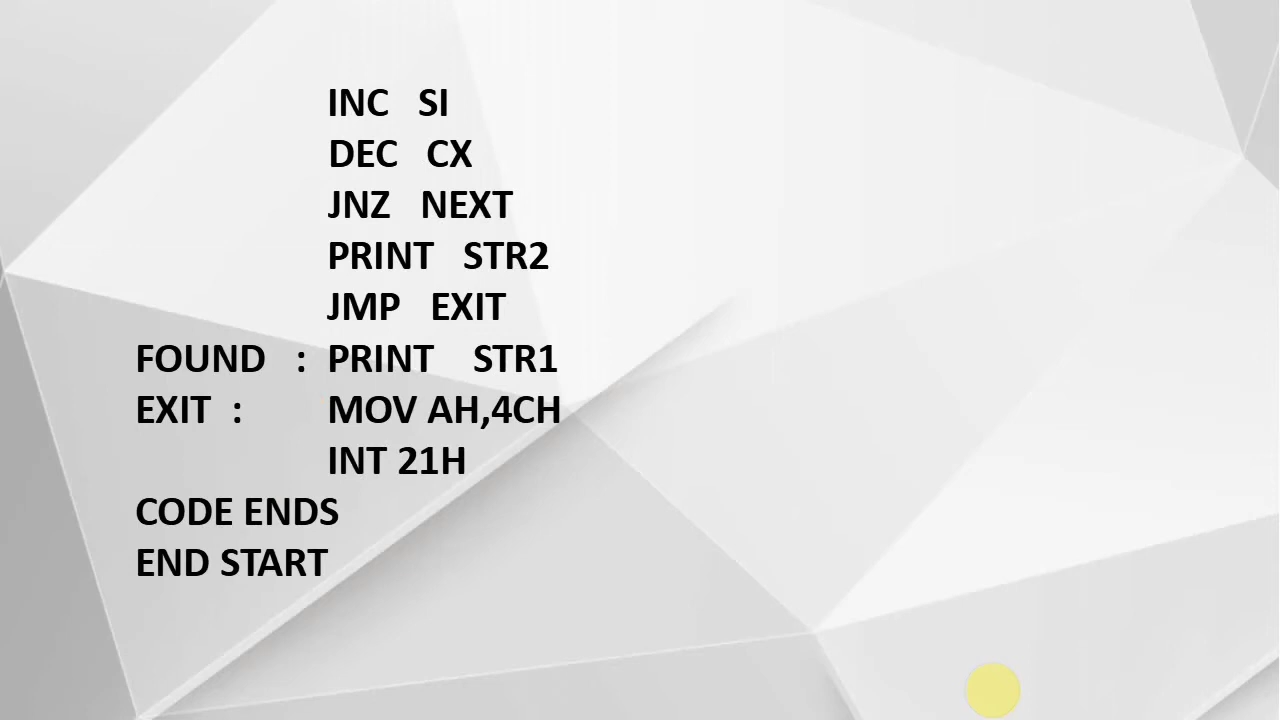 INC SI
DEC CX
JNZ NEXT
PRINT STR2
JMP EXIT
FOUND : PRINT STR1
EXIT : MOV AH,4CH
INT 21H
CODE ENDS
END START